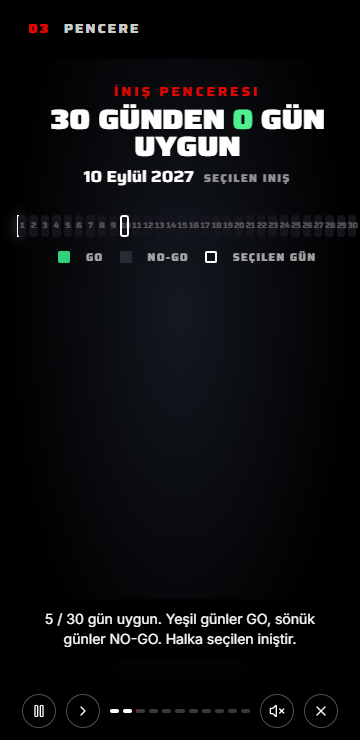 03 PENCERE
İNİŞ PENCERESI
30 GÜNDEN 0 GÜN
UYGUN
10 Eylül 2027 SEÇİLEN INIŞ
1 2 3 4 5 6 7 8 9 10 11 12 13 14 15 16 17 18 19 20 21 22 23 24 25 26 27 28 29 30
GO NO-GO SEÇİLEN GÜN
5 / 30 gün uygun. Yeşil günler GO, sönük
günler NO-GO. Halka seçilen iniştir.